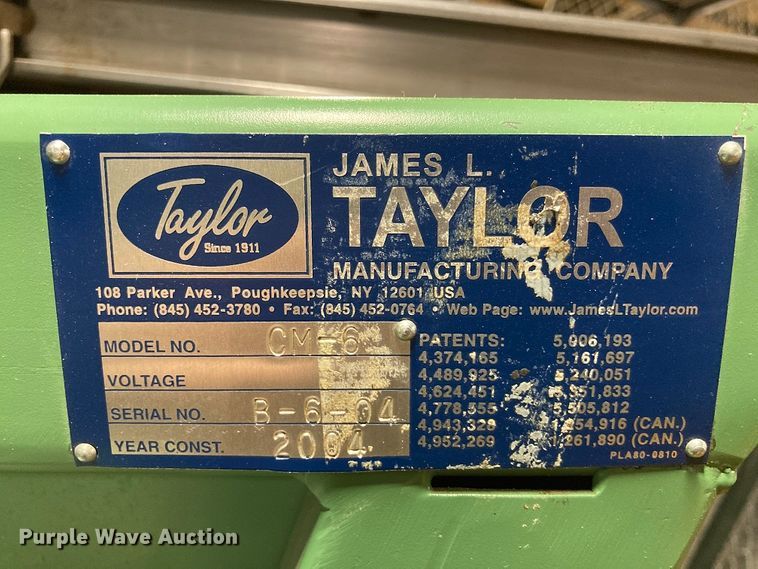 Taylor
Since 1911
JAMES L.
TAYLOR
MANUFACTURING COMPANY
108 Parker Ave., Poughkeepsie, NY 12601 USA
Phone: (845) 452-3780 • Fax: (845) 452-0764 • Web Page: www.JamesLTaylor.com
MODEL NO. CM-6
VOLTAGE
SERIAL NO. B-6-04
YEAR CONST. 2004
PATENTS: 5,006,193
4,374,165 5,161,697
4,489,925 5,240,051
4,624,451
4,778,555 5,505,812
4,943,328 (CAN.)
4,952,269 1,261,890 (CAN.)
PLA80-0810
Purple Wave Auction